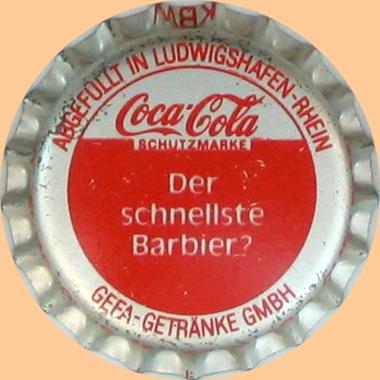 KBW
ABGEFÜLLT IN LUDWIGSHAFEN-RHEIN
Coca-Cola
SCHUTZMARKE
Der
schnellste
Barbier?
GEFA-GETRÄNKE GMBH